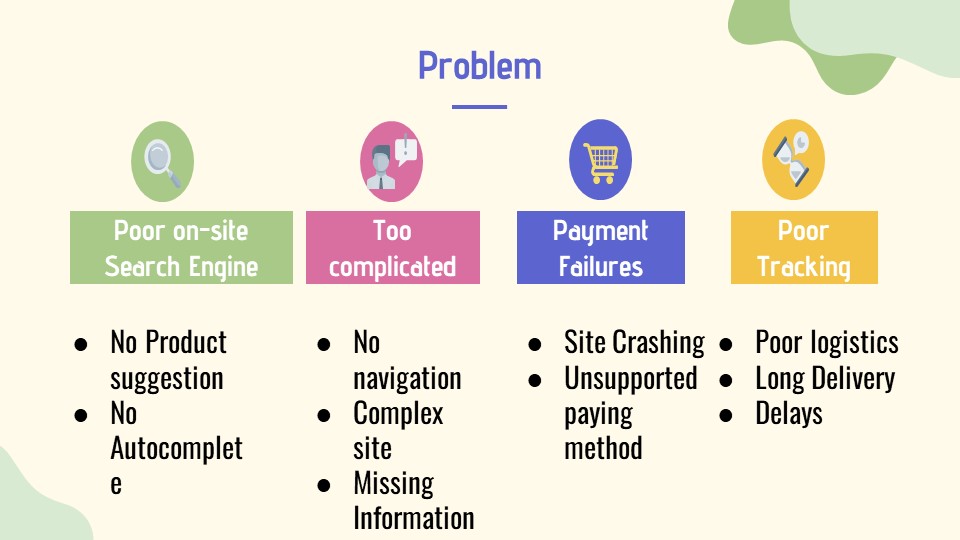 Problem
Poor on-site
Search Engine
Too
complicated
Payment
Failures
Poor
Tracking
● No Product
suggestion
● No
Autocomplet
e
● No
navigation
● Complex
site
● Missing
Information
● Site Crashing
● Unsupported
paying
method
● Poor logistics
● Long Delivery
● Delays